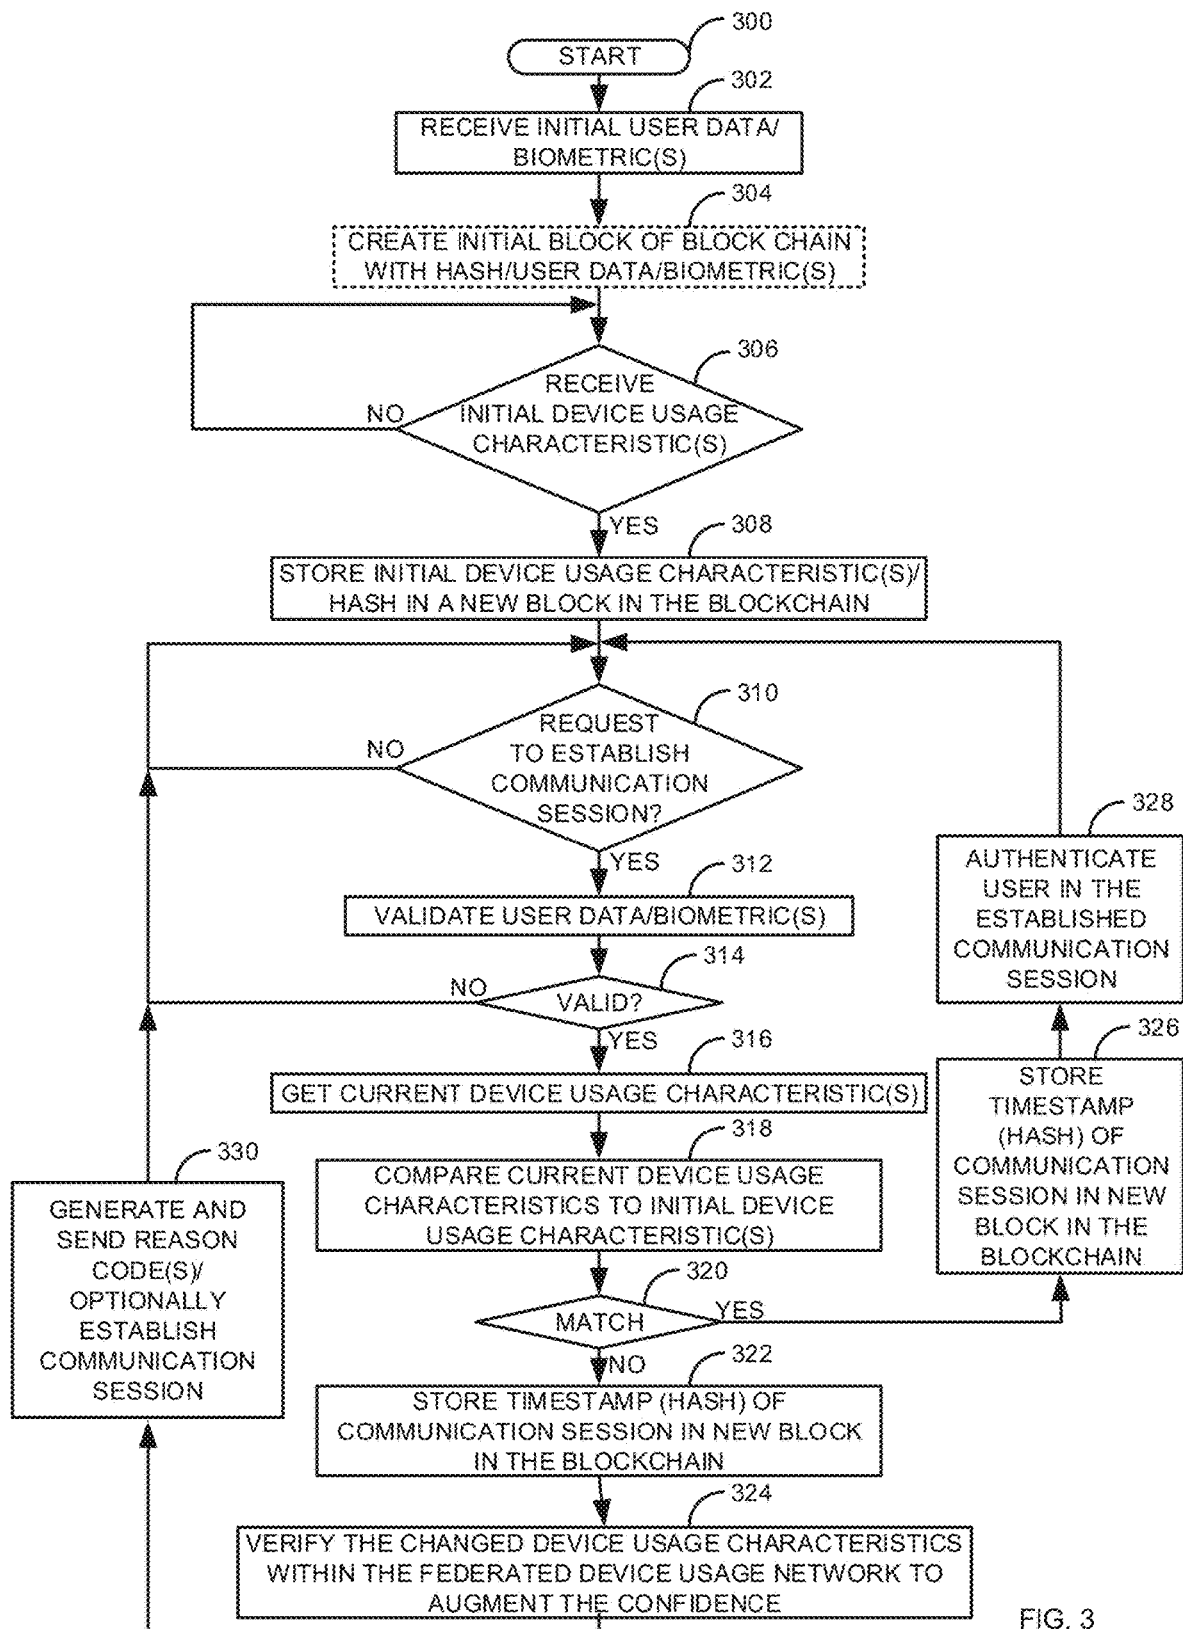 300
START
302
RECEIVE INITIAL USER DATA/
BIOMETRIC(S)
304
CREATE INITIAL BLOCK OF BLOCK CHAIN
WITH HASH/USER DATA/BIOMETRIC(S)
306
RECEIVE
INITIAL DEVICE USAGE
CHARACTERISTIC(S)
NO
YES
308
STORE INITIAL DEVICE USAGE CHARACTERISTIC(S)/
HASH IN A NEW BLOCK IN THE BLOCKCHAIN
310
REQUEST
TO ESTABLISH
COMMUNICATION
SESSION?
NO
YES
312
VALIDATE USER DATA/BIOMETRIC(S)
314
VALID?
NO
YES
316
GET CURRENT DEVICE USAGE CHARACTERISTIC(S)
318
COMPARE CURRENT DEVICE USAGE
CHARACTERISTICS TO INITIAL DEVICE
USAGE CHARACTERISTIC(S)
320
MATCH
YES
NO
322
STORE TIMESTAMP (HASH) OF
COMMUNICATION SESSION IN NEW BLOCK
IN THE BLOCKCHAIN
324
VERIFY THE CHANGED DEVICE USAGE CHARACTERISTICS
WITHIN THE FEDERATED DEVICE USAGE NETWORK TO
AUGMENT THE CONFIDENCE
326
STORE
TIMESTAMP
(HASH) OF
COMMUNICATION
SESSION IN NEW
BLOCK IN THE
BLOCKCHAIN
328
AUTHENTICATE
USER IN THE
ESTABLISHED
COMMUNICATION
SESSION
330
GENERATE AND
SEND REASON
CODE(S)/
OPTIONALLY
ESTABLISH
COMMUNICATION
SESSION
FIG. 3